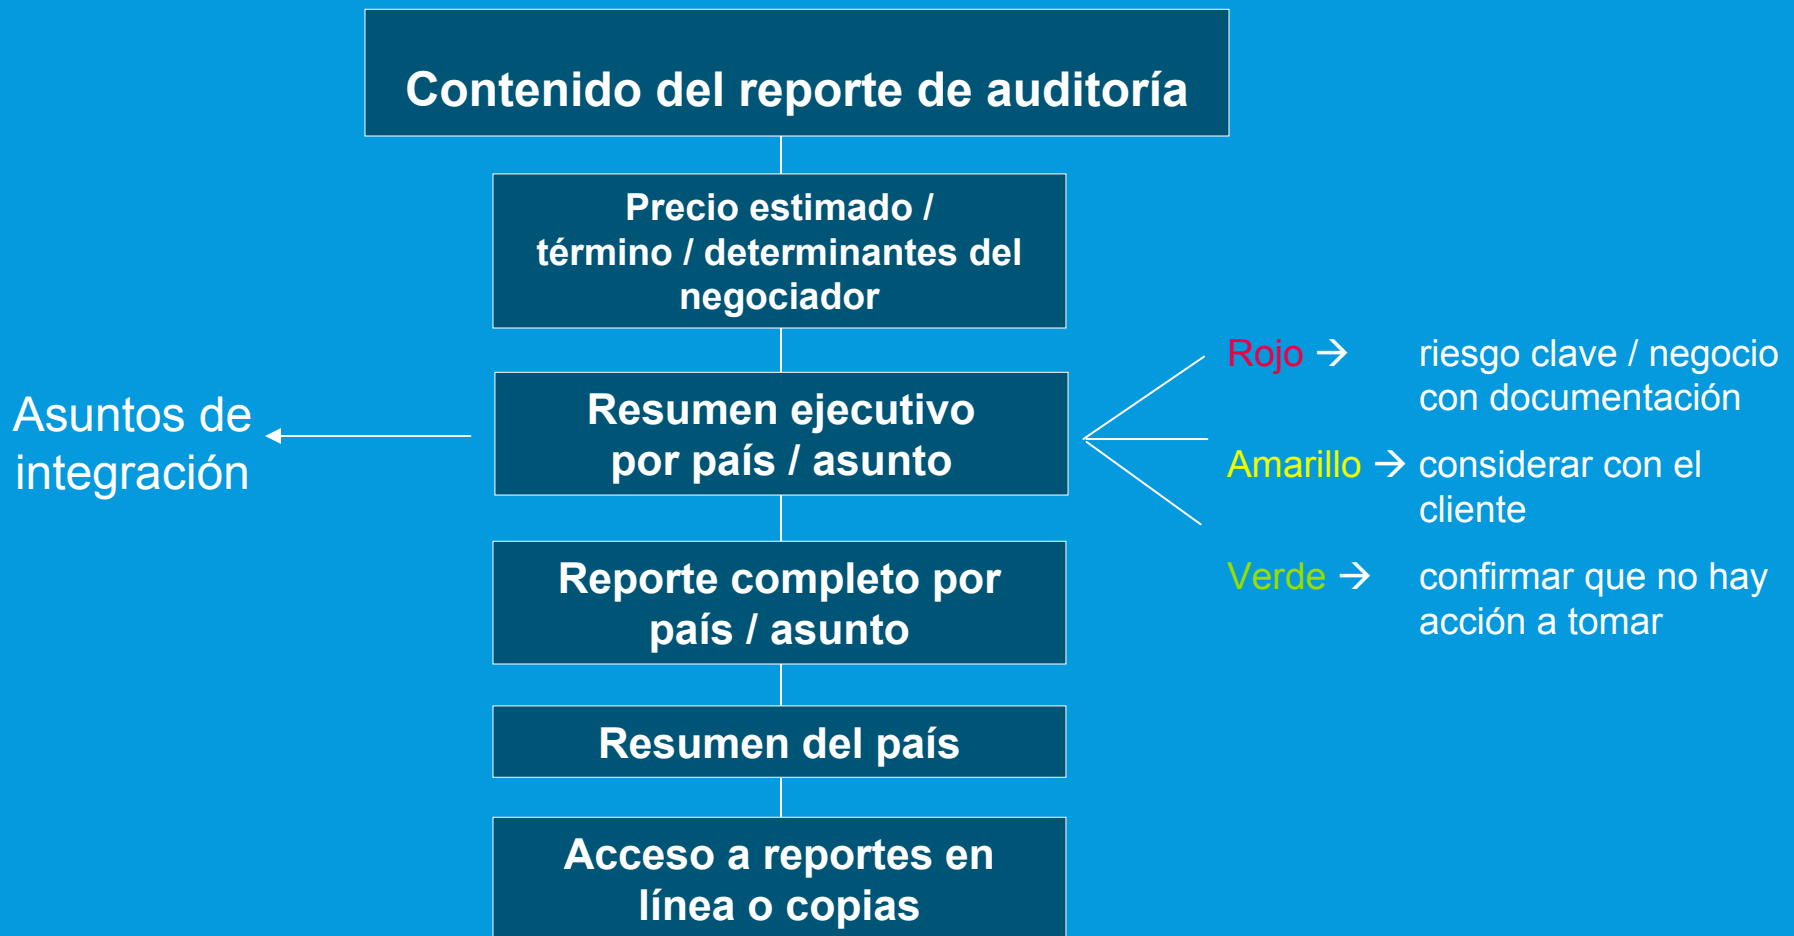 Contenido del reporte de auditoría
Precio estimado /
término / determinantes del
negociador
Resumen ejecutivo
por país / asunto
Asuntos de
integración
Rojo → riesgo clave / negocio
con documentación
Amarillo → considerar con el
cliente
Verde → confirmar que no hay
acción a tomar
Reporte completo por
país / asunto
Resumen del país
Acceso a reportes en
línea o copias